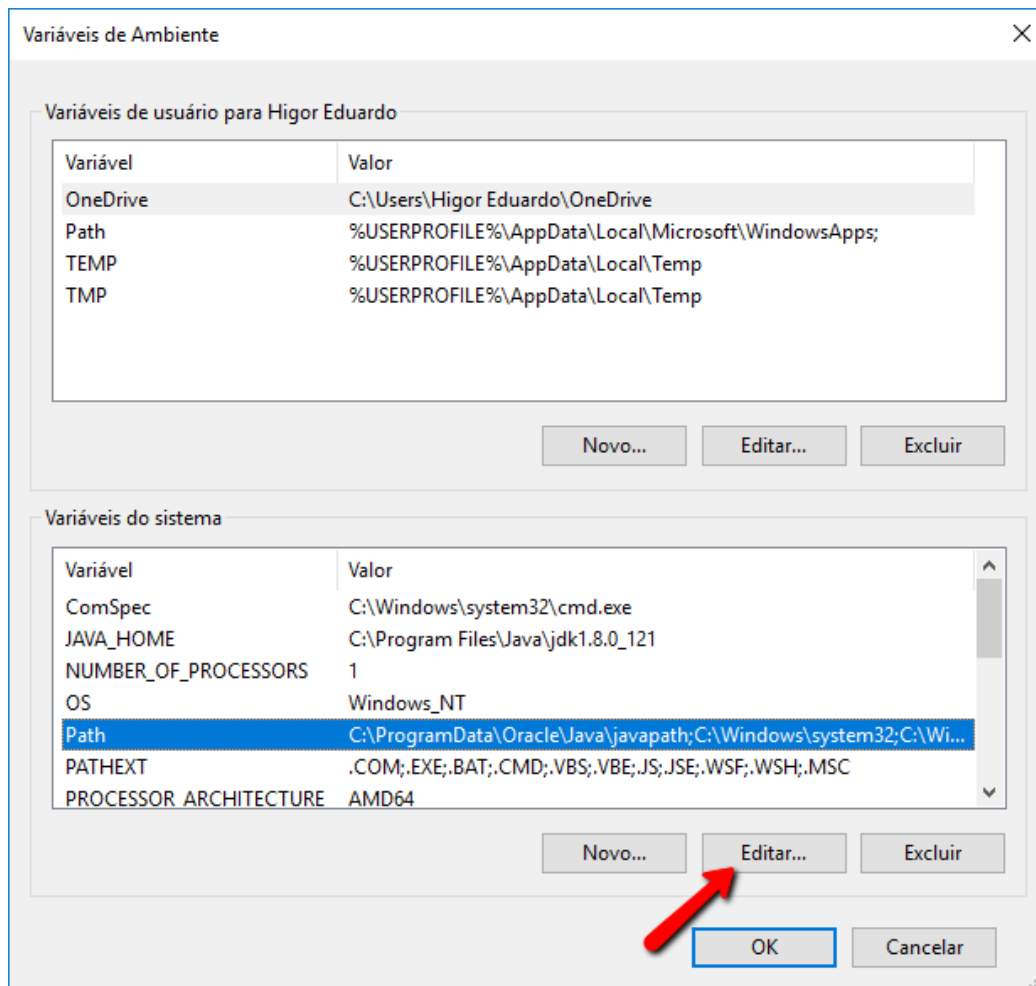 Variáveis de Ambiente
Variáveis de usuário para Higor Eduardo
Variável Valor
OneDrive C:\Users\Higor Eduardo\OneDrive
Path %USERPROFILE%\AppData\Local\Microsoft\WindowsApps;
TEMP %USERPROFILE%\AppData\Local\Temp
TMP %USERPROFILE%\AppData\Local\Temp
Novo... Editar... Excluir
Variáveis do sistema
Variável Valor
ComSpec C:\Windows\system32\cmd.exe
JAVA_HOME C:\Program Files\Java\jdk1.8.0_121
NUMBER_OF_PROCESSORS 1
OS Windows_NT
Path C:\ProgramData\Oracle\Java\javapath;C:\Windows\system32;C:\Wi...
PATHEXT .COM;.EXE;.BAT;.CMD;.VBS;.VBE;.JS;.JSE;.WSF;.WSH;.MSC
PROCESSOR_ARCHITECTURE AMD64
Novo... Editar... Excluir
OK Cancelar